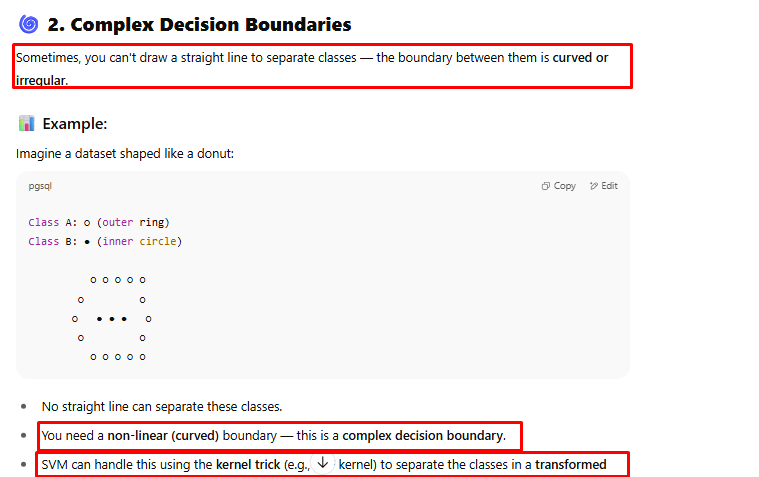 🌀 2. Complex Decision Boundaries
Sometimes, you can't draw a straight line to separate classes — the boundary between them is curved or
irregular.
📊 Example:
Imagine a dataset shaped like a donut:
pgsql Copy Edit
Class A: o (outer ring)
Class B: • (inner circle)
o o o o o
o o
o • • • o
o o
o o o o o
• No straight line can separate these classes.
• You need a non-linear (curved) boundary — this is a complex decision boundary.
• SVM can handle this using the kernel trick (e.g., kernel) to separate the classes in a transformed